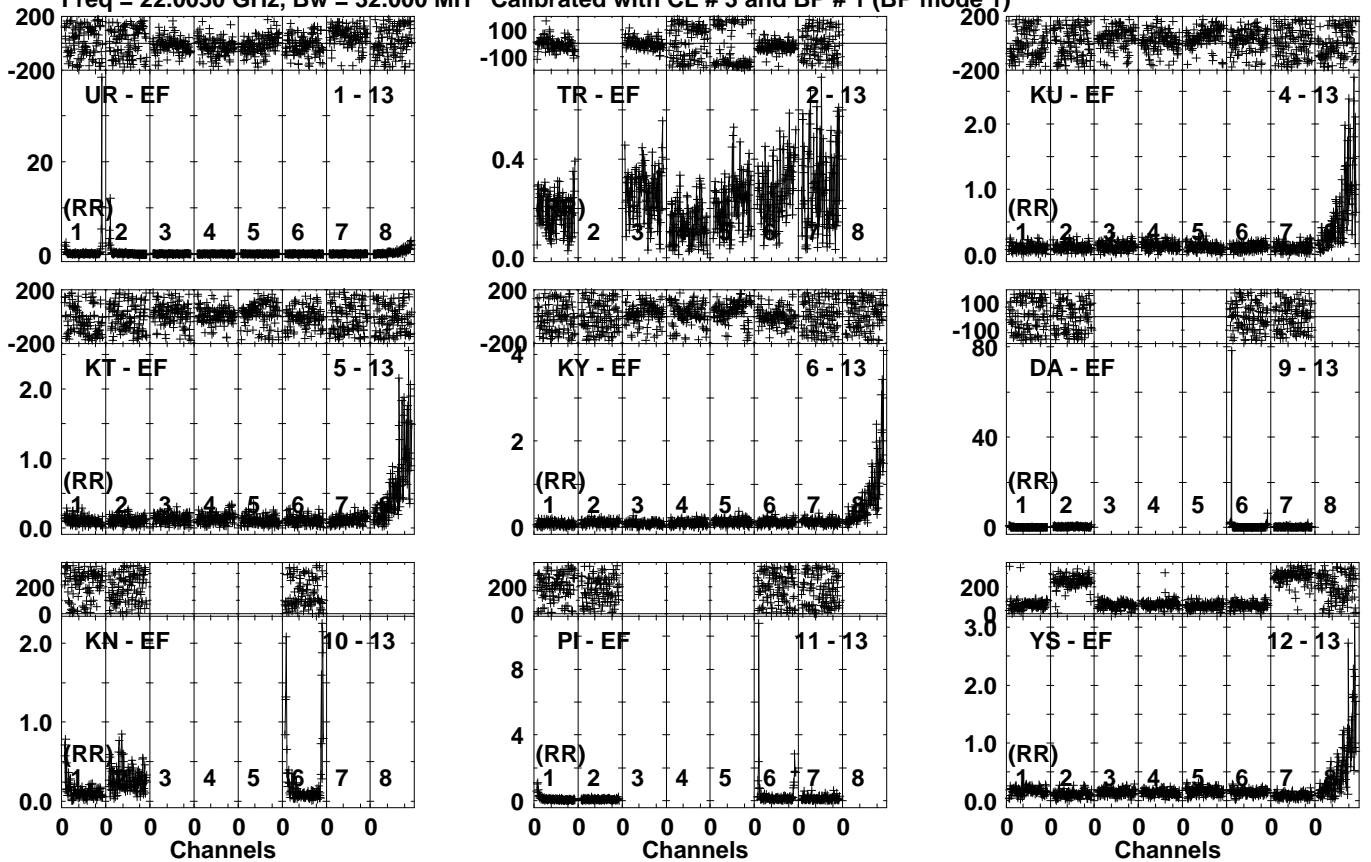 Freq = 22.0030 GHz, Bw = 32.000 MH Calibrated with CL # 3 and BP # 1 (BP mode 1)
200
-200
UR - EF 1 - 13
20
0
(RR)
1 2 3 4 5 6 7 8
100
-100
TR - EF 2 - 13
0.4
0.0
2 3 6 7 8
200
-200
KU - EF 4 - 13
2.0
1.0
0.0
(RR)
1 2 3 4 5 6 7
200
-200
KT - EF 5 - 13
2.0
1.0
0.0
(RR)
1 2 3 4 5 6 7
200
-200
KY - EF 6 - 13
4
2
0
(RR)
1 2 3 4 5 6 7 8
100
-100
DA - EF 9 - 13
80
40
0
(RR)
1 2 3 4 5 6 7 8
200
0
KN - EF 10 - 13
2.0
1.0
0.0
(RR)
1 3 4 5 6 7 8
200
0
PI - EF 11 - 13
8
4
0
(RR)
1 2 3 4 5 6 7 8
200
0
YS - EF 12 - 13
3.0
2.0
1.0
0.0
(RR)
1 2 3 4 5 6 7
0 0 0 0 0 0 0 0
Channels
0 0 0 0 0 0 0 0
Channels
0 0 0 0 0 0 0 0
Channels